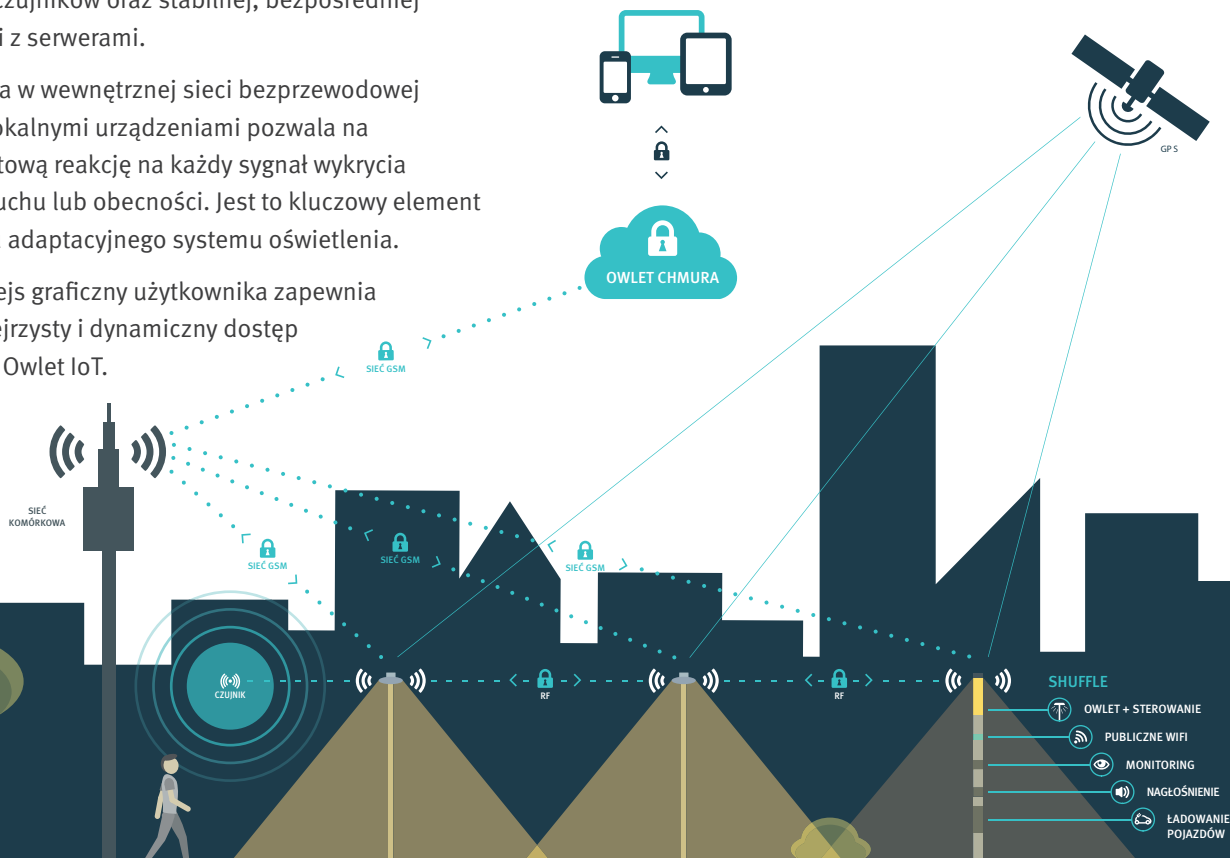 czujników oraz stabilnej, bezpośredniej
i z serwerami.
a w wewnętrznej sieci bezprzewodowej
okalnymi urządzeniami pozwala na
tową reakcję na każdy sygnał wykrycia
uchu lub obecności. Jest to kluczowy element
adaptacyjnego systemu oświetlenia.
ejs graficzny użytkownika zapewnia
ejrzysty i dynamiczny dostęp
Owlet IoT.
GPS
OWLET CHMURA
SIEĆ GSM
SIEĆ
KOMÓRKOWA
SIEĆ GSM
SIEĆ GSM
SIEĆ GSM
CZUJNIK
RF
RF
SHUFFLE
OWLET + STEROWANIE
PUBLICZNE WIFI
MONITORING
NAGŁOŚNIENIE
ŁADOWANIE
POJAZDÓW